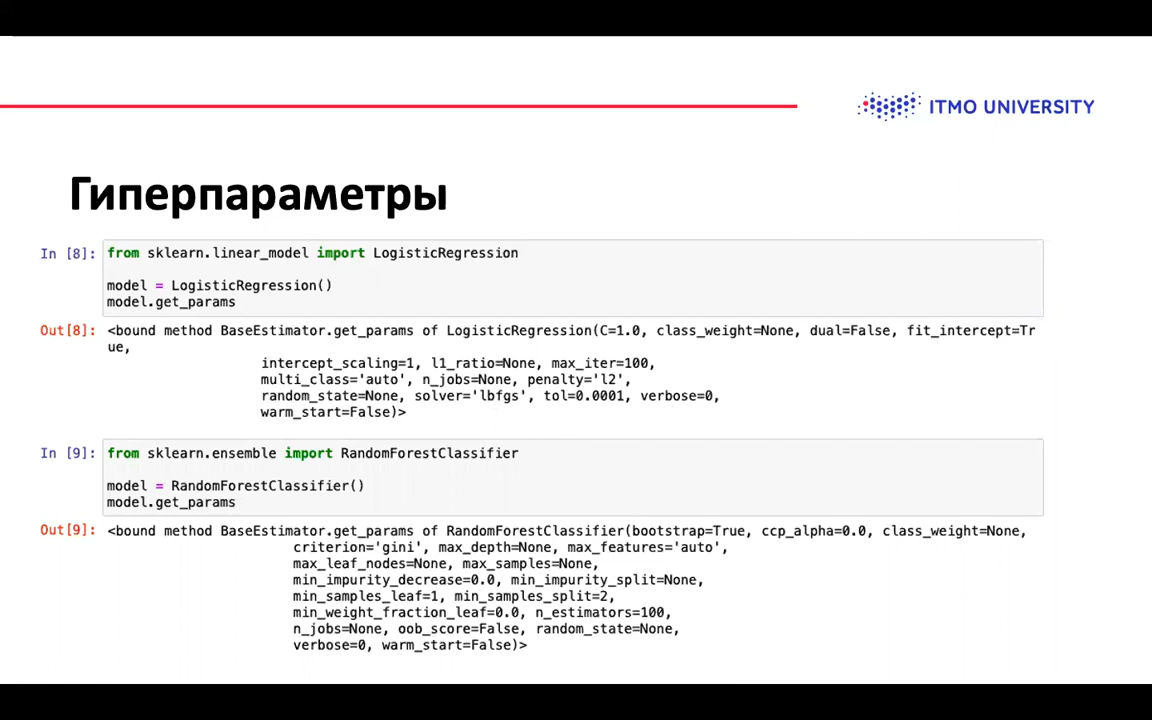 ITMO UNIVERSITY
Гиперпараметры
In [8]: from sklearn.linear_model import LogisticRegression
model = LogisticRegression()
model.get_params
Out[8]: <bound method BaseEstimator.get_params of LogisticRegression(C=1.0, class_weight=None, dual=False, fit_intercept=Tr
ue,
intercept_scaling=1, l1_ratio=None, max_iter=100,
multi_class='auto', n_jobs=None, penalty='l2',
random_state=None, solver='lbfgs', tol=0.0001, verbose=0,
warm_start=False)>
In [9]: from sklearn.ensemble import RandomForestClassifier
model = RandomForestClassifier()
model.get_params
Out[9]: <bound method BaseEstimator.get_params of RandomForestClassifier(bootstrap=True, ccp_alpha=0.0, class_weight=None,
criterion='gini', max_depth=None, max_features='auto',
max_leaf_nodes=None, max_samples=None,
min_impurity_decrease=0.0, min_impurity_split=None,
min_samples_leaf=1, min_samples_split=2,
min_weight_fraction_leaf=0.0, n_estimators=100,
n_jobs=None, oob_score=False, random_state=None,
verbose=0, warm_start=False)>